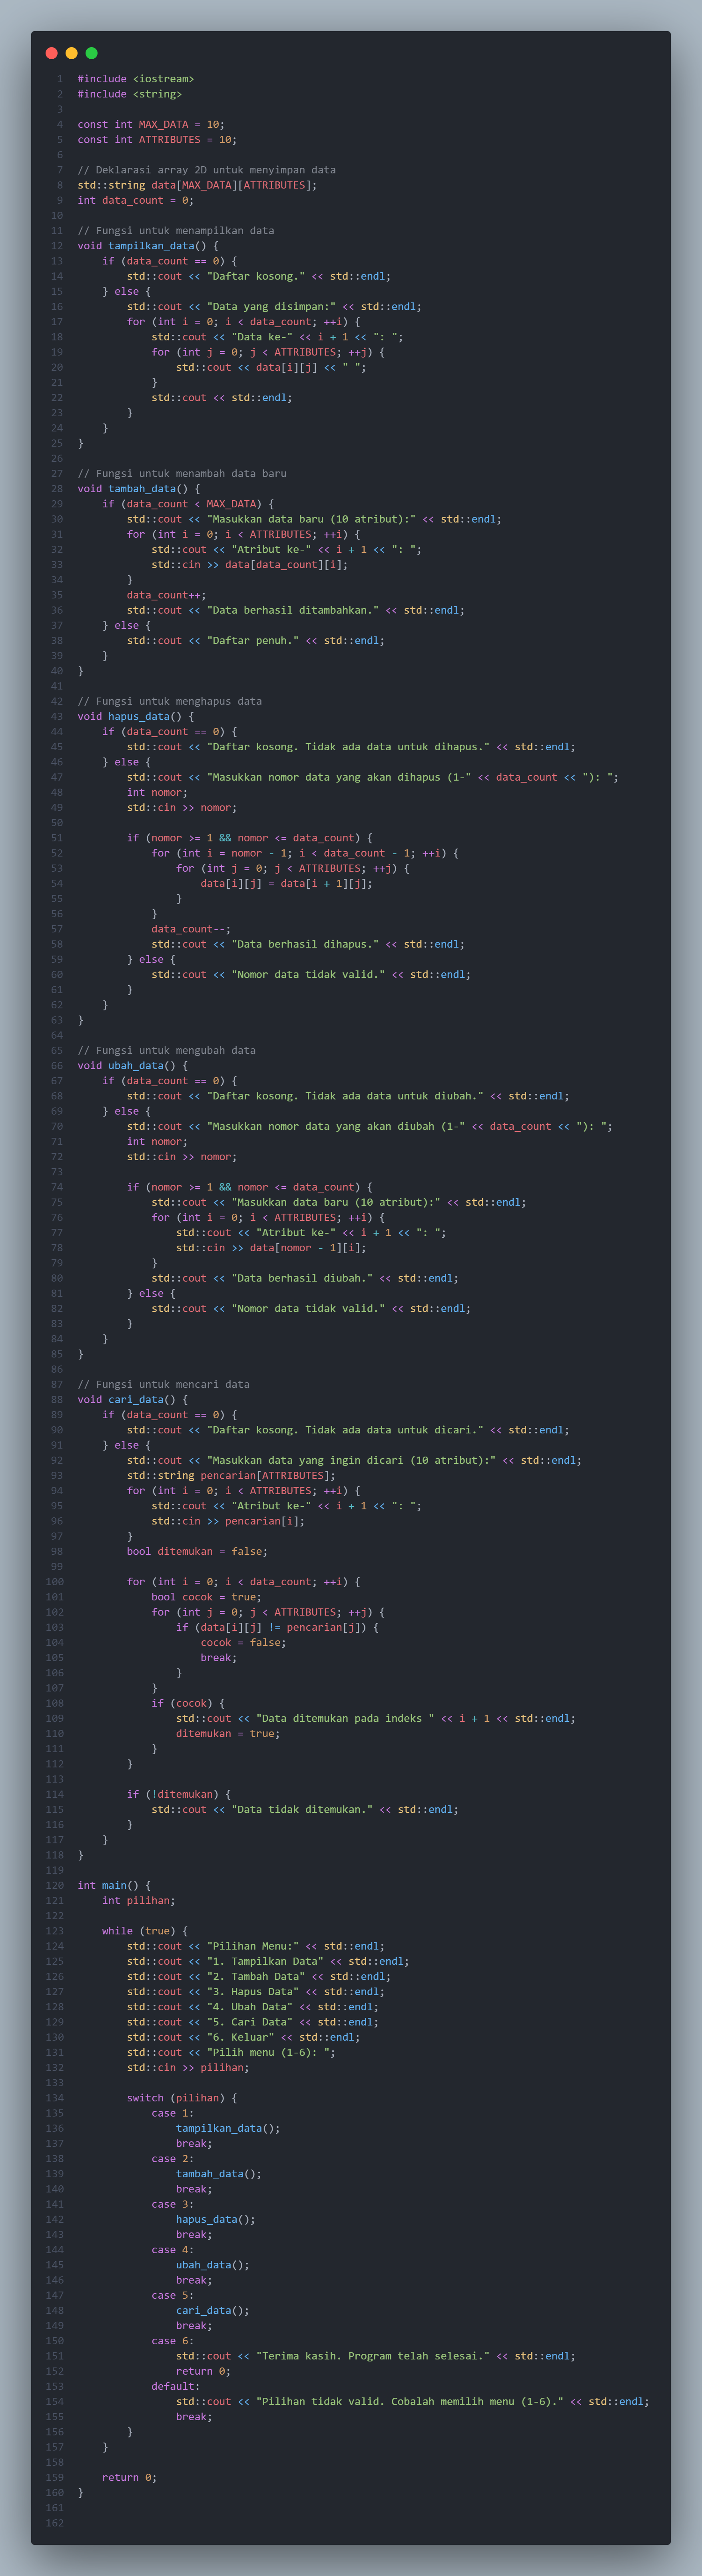 1 #include <iostream>
2 #include <string>
3
4 const int MAX_DATA = 10;
5 const int ATTRIBUTES = 10;
6
7 // Deklarasi array 2D untuk menyimpan data
8 std::string data[MAX_DATA][ATTRIBUTES];
9 int data_count = 0;
10
11 // Fungsi untuk menampilkan data
12 void tampilkan_data() {
13     if (data_count == 0) {
14         std::cout << "Daftar kosong." << std::endl;
15     } else {
16         std::cout << "Data yang disimpan:" << std::endl;
17         for (int i = 0; i < data_count; ++i) {
18             std::cout << "Data ke-" << i + 1 << ": ";
19             for (int j = 0; j < ATTRIBUTES; ++j) {
20                 std::cout << data[i][j] << " ";
21             }
22             std::cout << std::endl;
23         }
24     }
25 }
26
27 // Fungsi untuk menambah data baru
28 void tambah_data() {
29     if (data_count < MAX_DATA) {
30         std::cout << "Masukkan data baru (10 atribut):" << std::endl;
31         for (int i = 0; i < ATTRIBUTES; ++i) {
32             std::cout << "Atribut ke-" << i + 1 << ": ";
33             std::cin >> data[data_count][i];
34         }
35         data_count++;
36         std::cout << "Data berhasil ditambahkan." << std::endl;
37     } else {
38         std::cout << "Daftar penuh." << std::endl;
39     }
40 }
41
42 // Fungsi untuk menghapus data
43 void hapus_data() {
44     if (data_count == 0) {
45         std::cout << "Daftar kosong. Tidak ada data untuk dihapus." << std::endl;
46     } else {
47         std::cout << "Masukkan nomor data yang akan dihapus (1-" << data_count << "): ";
48         int nomor;
49         std::cin >> nomor;
50
51         if (nomor >= 1 && nomor <= data_count) {
52             for (int i = nomor - 1; i < data_count - 1; ++i) {
53                 for (int j = 0; j < ATTRIBUTES; ++j) {
54                     data[i][j] = data[i + 1][j];
55                 }
56             }
57             data_count--;
58             std::cout << "Data berhasil dihapus." << std::endl;
59         } else {
60             std::cout << "Nomor data tidak valid." << std::endl;
61         }
62     }
63 }
64
65 // Fungsi untuk mengubah data
66 void ubah_data() {
67     if (data_count == 0) {
68         std::cout << "Daftar kosong. Tidak ada data untuk diubah." << std::endl;
69     } else {
70         std::cout << "Masukkan nomor data yang akan diubah (1-" << data_count << "): ";
71         int nomor;
72         std::cin >> nomor;
73
74         if (nomor >= 1 && nomor <= data_count) {
75             std::cout << "Masukkan data baru (10 atribut):" << std::endl;
76             for (int i = 0; i < ATTRIBUTES; ++i) {
77                 std::cout << "Atribut ke-" << i + 1 << ": ";
78                 std::cin >> data[nomor - 1][i];
79             }
80             std::cout << "Data berhasil diubah." << std::endl;
81         } else {
82             std::cout << "Nomor data tidak valid." << std::endl;
83         }
84     }
85 }
86
87 // Fungsi untuk mencari data
88 void cari_data() {
89     if (data_count == 0) {
90         std::cout << "Daftar kosong. Tidak ada data untuk dicari." << std::endl;
91     } else {
92         std::cout << "Masukkan data yang ingin dicari (10 atribut):" << std::endl;
93         std::string pencarian[ATTRIBUTES];
94         for (int i = 0; i < ATTRIBUTES; ++i) {
95             std::cout << "Atribut ke-" << i + 1 << ": ";
96             std::cin >> pencarian[i];
97         }
98         bool ditemukan = false;
99
100         for (int i = 0; i < data_count; ++i) {
101             bool cocok = true;
102             for (int j = 0; j < ATTRIBUTES; ++j) {
103                 if (data[i][j] != pencarian[j]) {
104                     cocok = false;
105                     break;
106                 }
107             }
108             if (cocok) {
109                 std::cout << "Data ditemukan pada indeks " << i + 1 << std::endl;
110                 ditemukan = true;
111             }
112         }
113
114         if (!ditemukan) {
115             std::cout << "Data tidak ditemukan." << std::endl;
116         }
117     }
118 }
119
120 int main() {
121     int pilihan;
122
123     while (true) {
124         std::cout << "Pilihan Menu:" << std::endl;
125         std::cout << "1. Tampilkan Data" << std::endl;
126         std::cout << "2. Tambah Data" << std::endl;
127         std::cout << "3. Hapus Data" << std::endl;
128         std::cout << "4. Ubah Data" << std::endl;
129         std::cout << "5. Cari Data" << std::endl;
130         std::cout << "6. Keluar" << std::endl;
131         std::cout << "Pilih menu (1-6): ";
132         std::cin >> pilihan;
133
134         switch (pilihan) {
135             case 1:
136                 tampilkan_data();
137                 break;
138             case 2:
139                 tambah_data();
140                 break;
141             case 3:
142                 hapus_data();
143                 break;
144             case 4:
145                 ubah_data();
146                 break;
147             case 5:
148                 cari_data();
149                 break;
150             case 6:
151                 std::cout << "Terima kasih. Program telah selesai." << std::endl;
152                 return 0;
153             default:
154                 std::cout << "Pilihan tidak valid. Cobalah memilih menu (1-6)." << std::endl;
155                 break;
156         }
157     }
158
159     return 0;
160 }
161
162